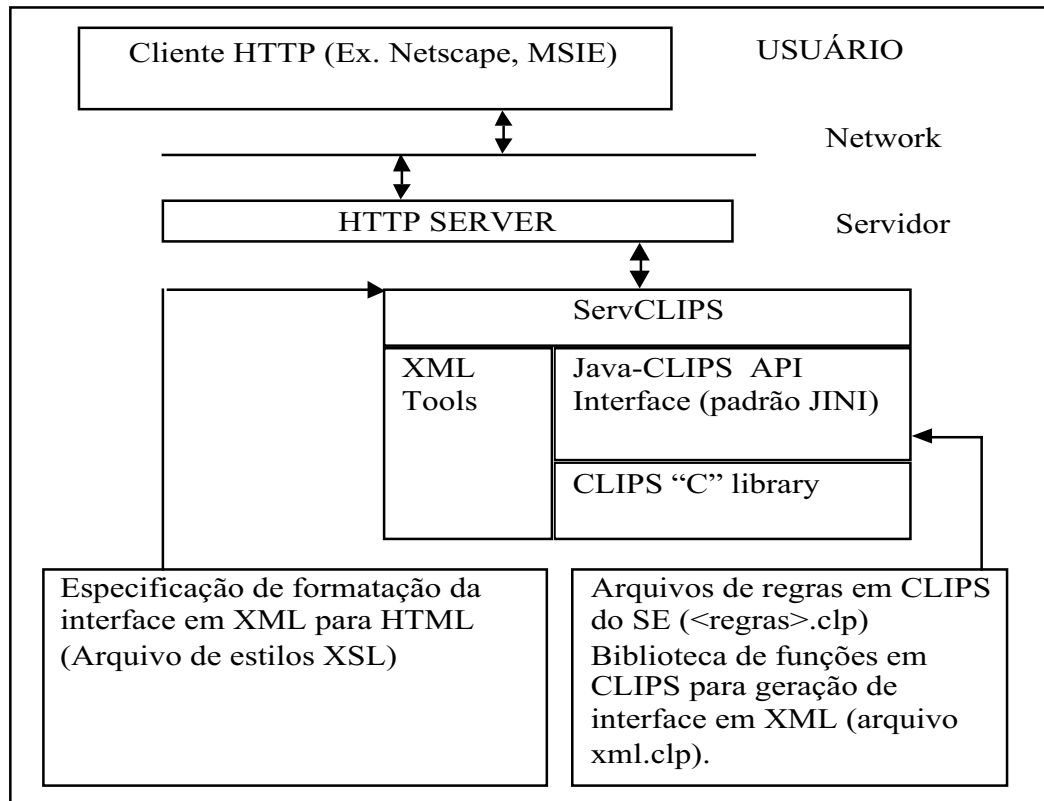 Cliente HTTP (Ex. Netscape, MSIE)
USUÁRIO
Network
HTTP SERVER
Servidor
ServCLIPS
XML
Tools
Java-CLIPS API
Interface (padrão JINI)
CLIPS “C” library
Especificação de formatação da
interface em XML para HTML
(Arquivo de estilos XSL)
Arquivos de regras em CLIPS
do SE (<regras>.clp)
Biblioteca de funções em
CLIPS para geração de
interface em XML (arquivo
xml.clp).